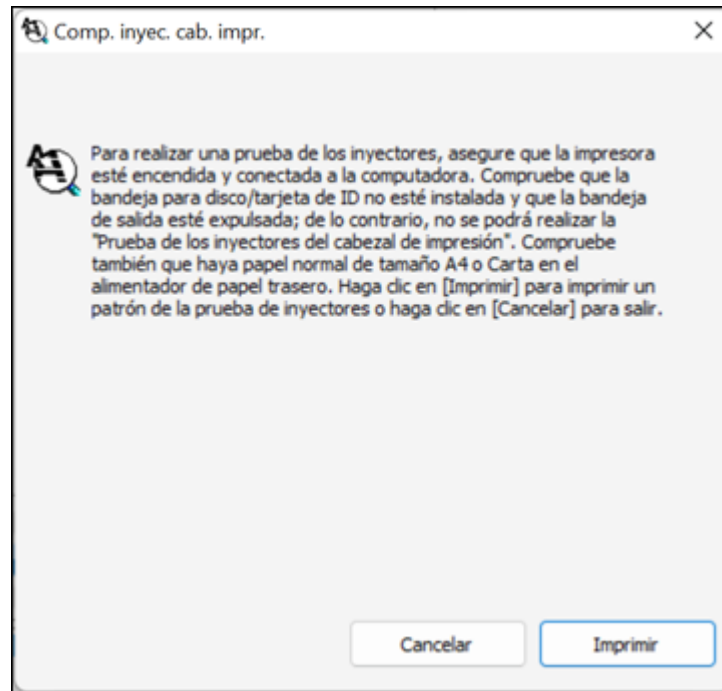 Comp. inyec. cab. impr.
Para realizar una prueba de los inyectores, asegure que la impresora
esté encendida y conectada a la computadora. Compruebe que la
bandeja para disco/tarjeta de ID no esté instalada y que la bandeja
de salida esté expulsada; de lo contrario, no se podrá realizar la
"Prueba de los inyectores del cabezal de impresión". Compruebe
también que haya papel normal de tamaño A4 o Carta en el
alimentador de papel trasero. Haga clic en [Imprimir] para imprimir un
patrón de la prueba de inyectores o haga clic en [Cancelar] para salir.
Cancelar
Imprimir